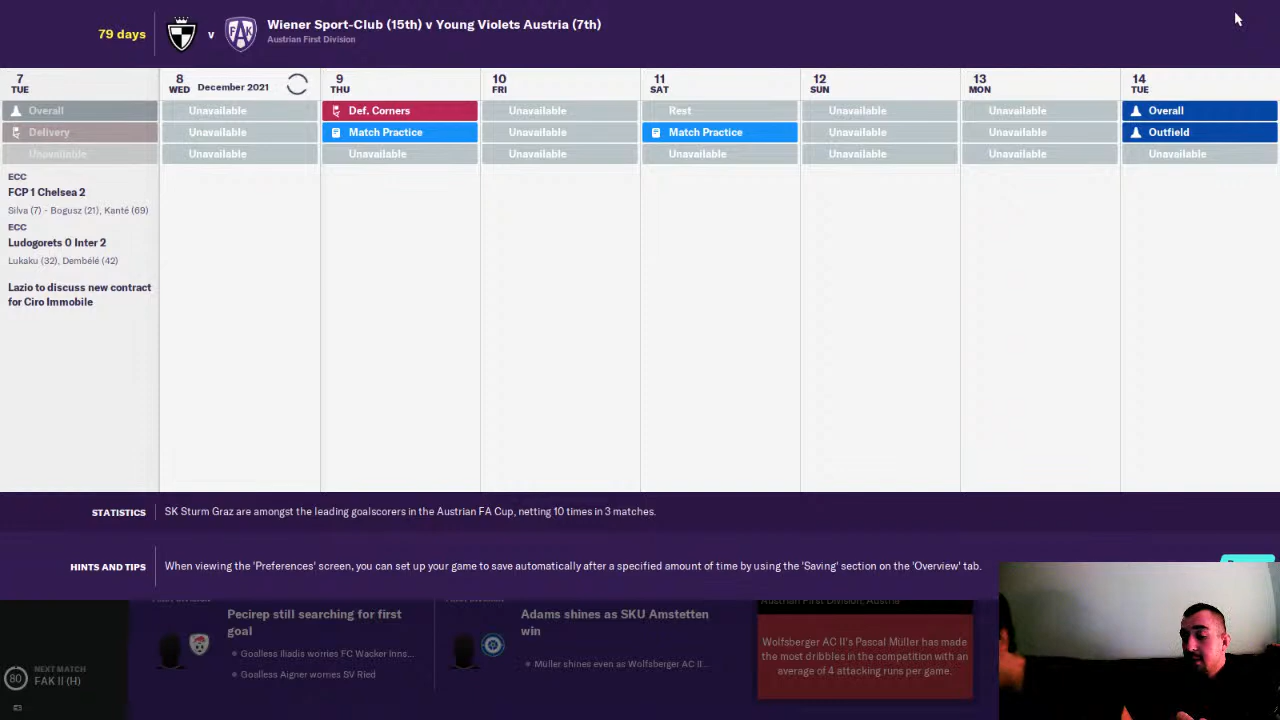 79 days
v
Wiener Sport-Club (15th) v Young Violets Austria (7th)
Austrian First Division
7 TUE
8 WED December 2021
9 THU
10 FRI
11 SAT
12 SUN
13 MON
14 TUE
Overall Unavailable Def. Corners Unavailable Rest Unavailable Unavailable Overall
Delivery Unavailable Match Practice Unavailable Match Practice Unavailable Unavailable Outfield
Unavailable Unavailable Unavailable Unavailable Unavailable Unavailable Unavailable Unavailable
ECC
FCP 1 Chelsea 2
Silva (7) - Bogusz (21), Kanté (69)
ECC
Ludogorets 0 Inter 2
Lukaku (32), Dembélé (42)
Lazio to discuss new contract
for Ciro Immobile
STATISTICS SK Sturm Graz are amongst the leading goalscorers in the Austrian FA Cup, netting 10 times in 3 matches.
HINTS AND TIPS When viewing the 'Preferences' screen, you can set up your game to save automatically after a specified amount of time by using the 'Saving' section on the 'Overview' tab.
Pecirep still searching for first
goal
Goalless Iliadis worries FC Wacker Inns...
Goalless Aigner worries SV Ried
Adams shines as SKU Amstetten
win
Müller shines even as Wolfsberger AC II...
Austrian First Division, Austria
Wolfsberger AC II's Pascal Müller has made
the most dribbles in the competition with an
average of 4 attacking runs per game.
80
NEXT MATCH
FAK II (H)